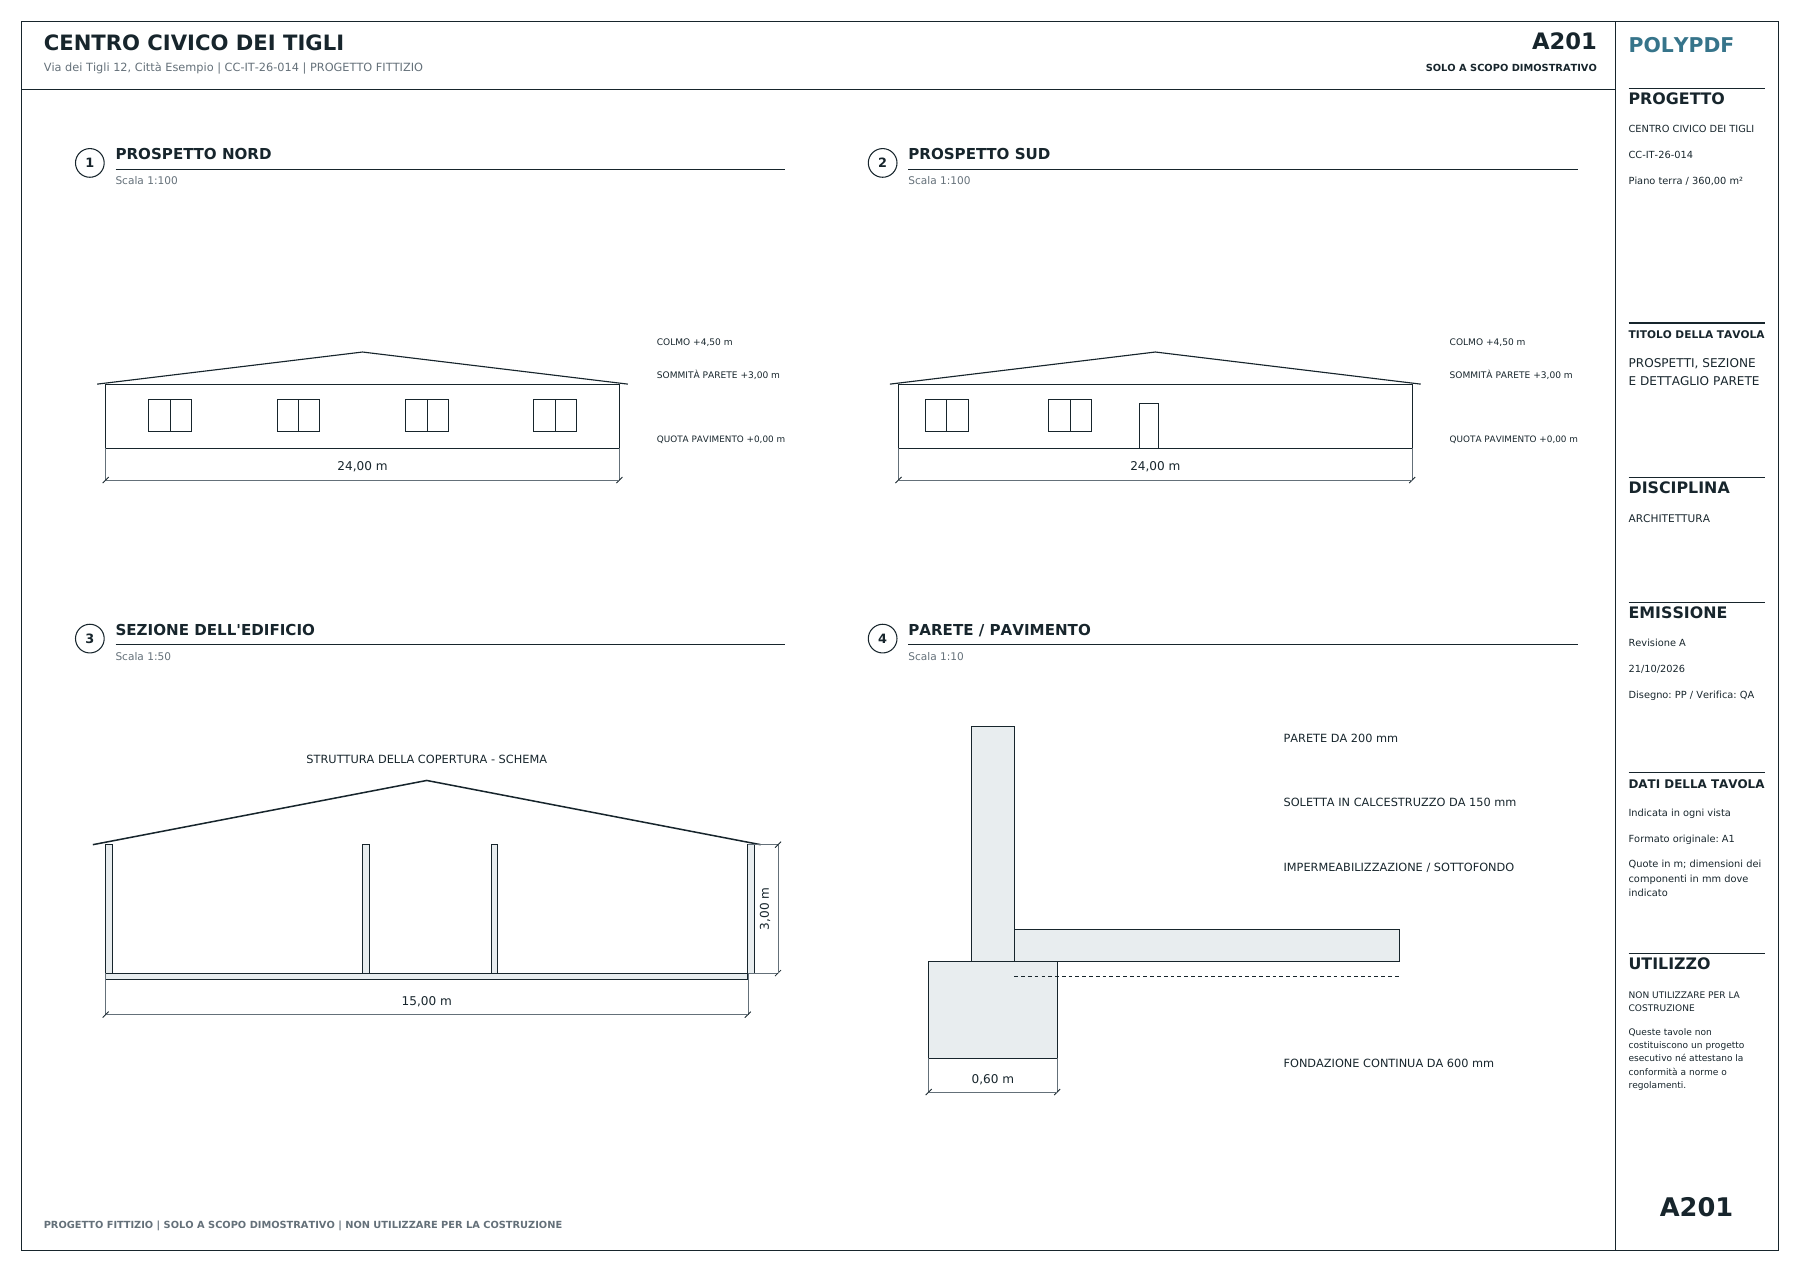 CENTRO CIVICO DEI TIGLI
Via dei Tigli 12, Città Esempio | CC-IT-26-014 | PROGETTO FITTIZIO
A201
SOLO A SCOPO DIMOSTRATIVO
1
PROSPETTO NORD
Scala 1:100
COLMO +4,50 m
SOMMITÀ PARETE +3,00 m
QUOTA PAVIMENTO +0,00 m
24,00 m
2
PROSPETTO SUD
Scala 1:100
COLMO +4,50 m
SOMMITÀ PARETE +3,00 m
QUOTA PAVIMENTO +0,00 m
24,00 m
3
SEZIONE DELL'EDIFICIO
Scala 1:50
STRUTTURA DELLA COPERTURA - SCHEMA
3,00 m
15,00 m
4
PARETE / PAVIMENTO
Scala 1:10
PARETE DA 200 mm
SOLETTA IN CALCESTRUZZO DA 150 mm
IMPERMEABILIZZAZIONE / SOTTOFONDO
FONDAZIONE CONTINUA DA 600 mm
0,60 m
PROGETTO FITTIZIO | SOLO A SCOPO DIMOSTRATIVO | NON UTILIZZARE PER LA COSTRUZIONE
POLYPDF
PROGETTO
CENTRO CIVICO DEI TIGLI
CC-IT-26-014
Piano terra / 360,00 m²
TITOLO DELLA TAVOLA
PROSPETTI, SEZIONE
E DETTAGLIO PARETE
DISCIPLINA
ARCHITETTURA
EMISSIONE
Revisione A
21/10/2026
Disegno: PP / Verifica: QA
DATI DELLA TAVOLA
Indicata in ogni vista
Formato originale: A1
Quote in m; dimensioni dei
componenti in mm dove
indicato
UTILIZZO
NON UTILIZZARE PER LA
COSTRUZIONE
Queste tavole non
costituiscono un progetto
esecutivo né attestano la
conformità a norme o
regolamenti.
A201